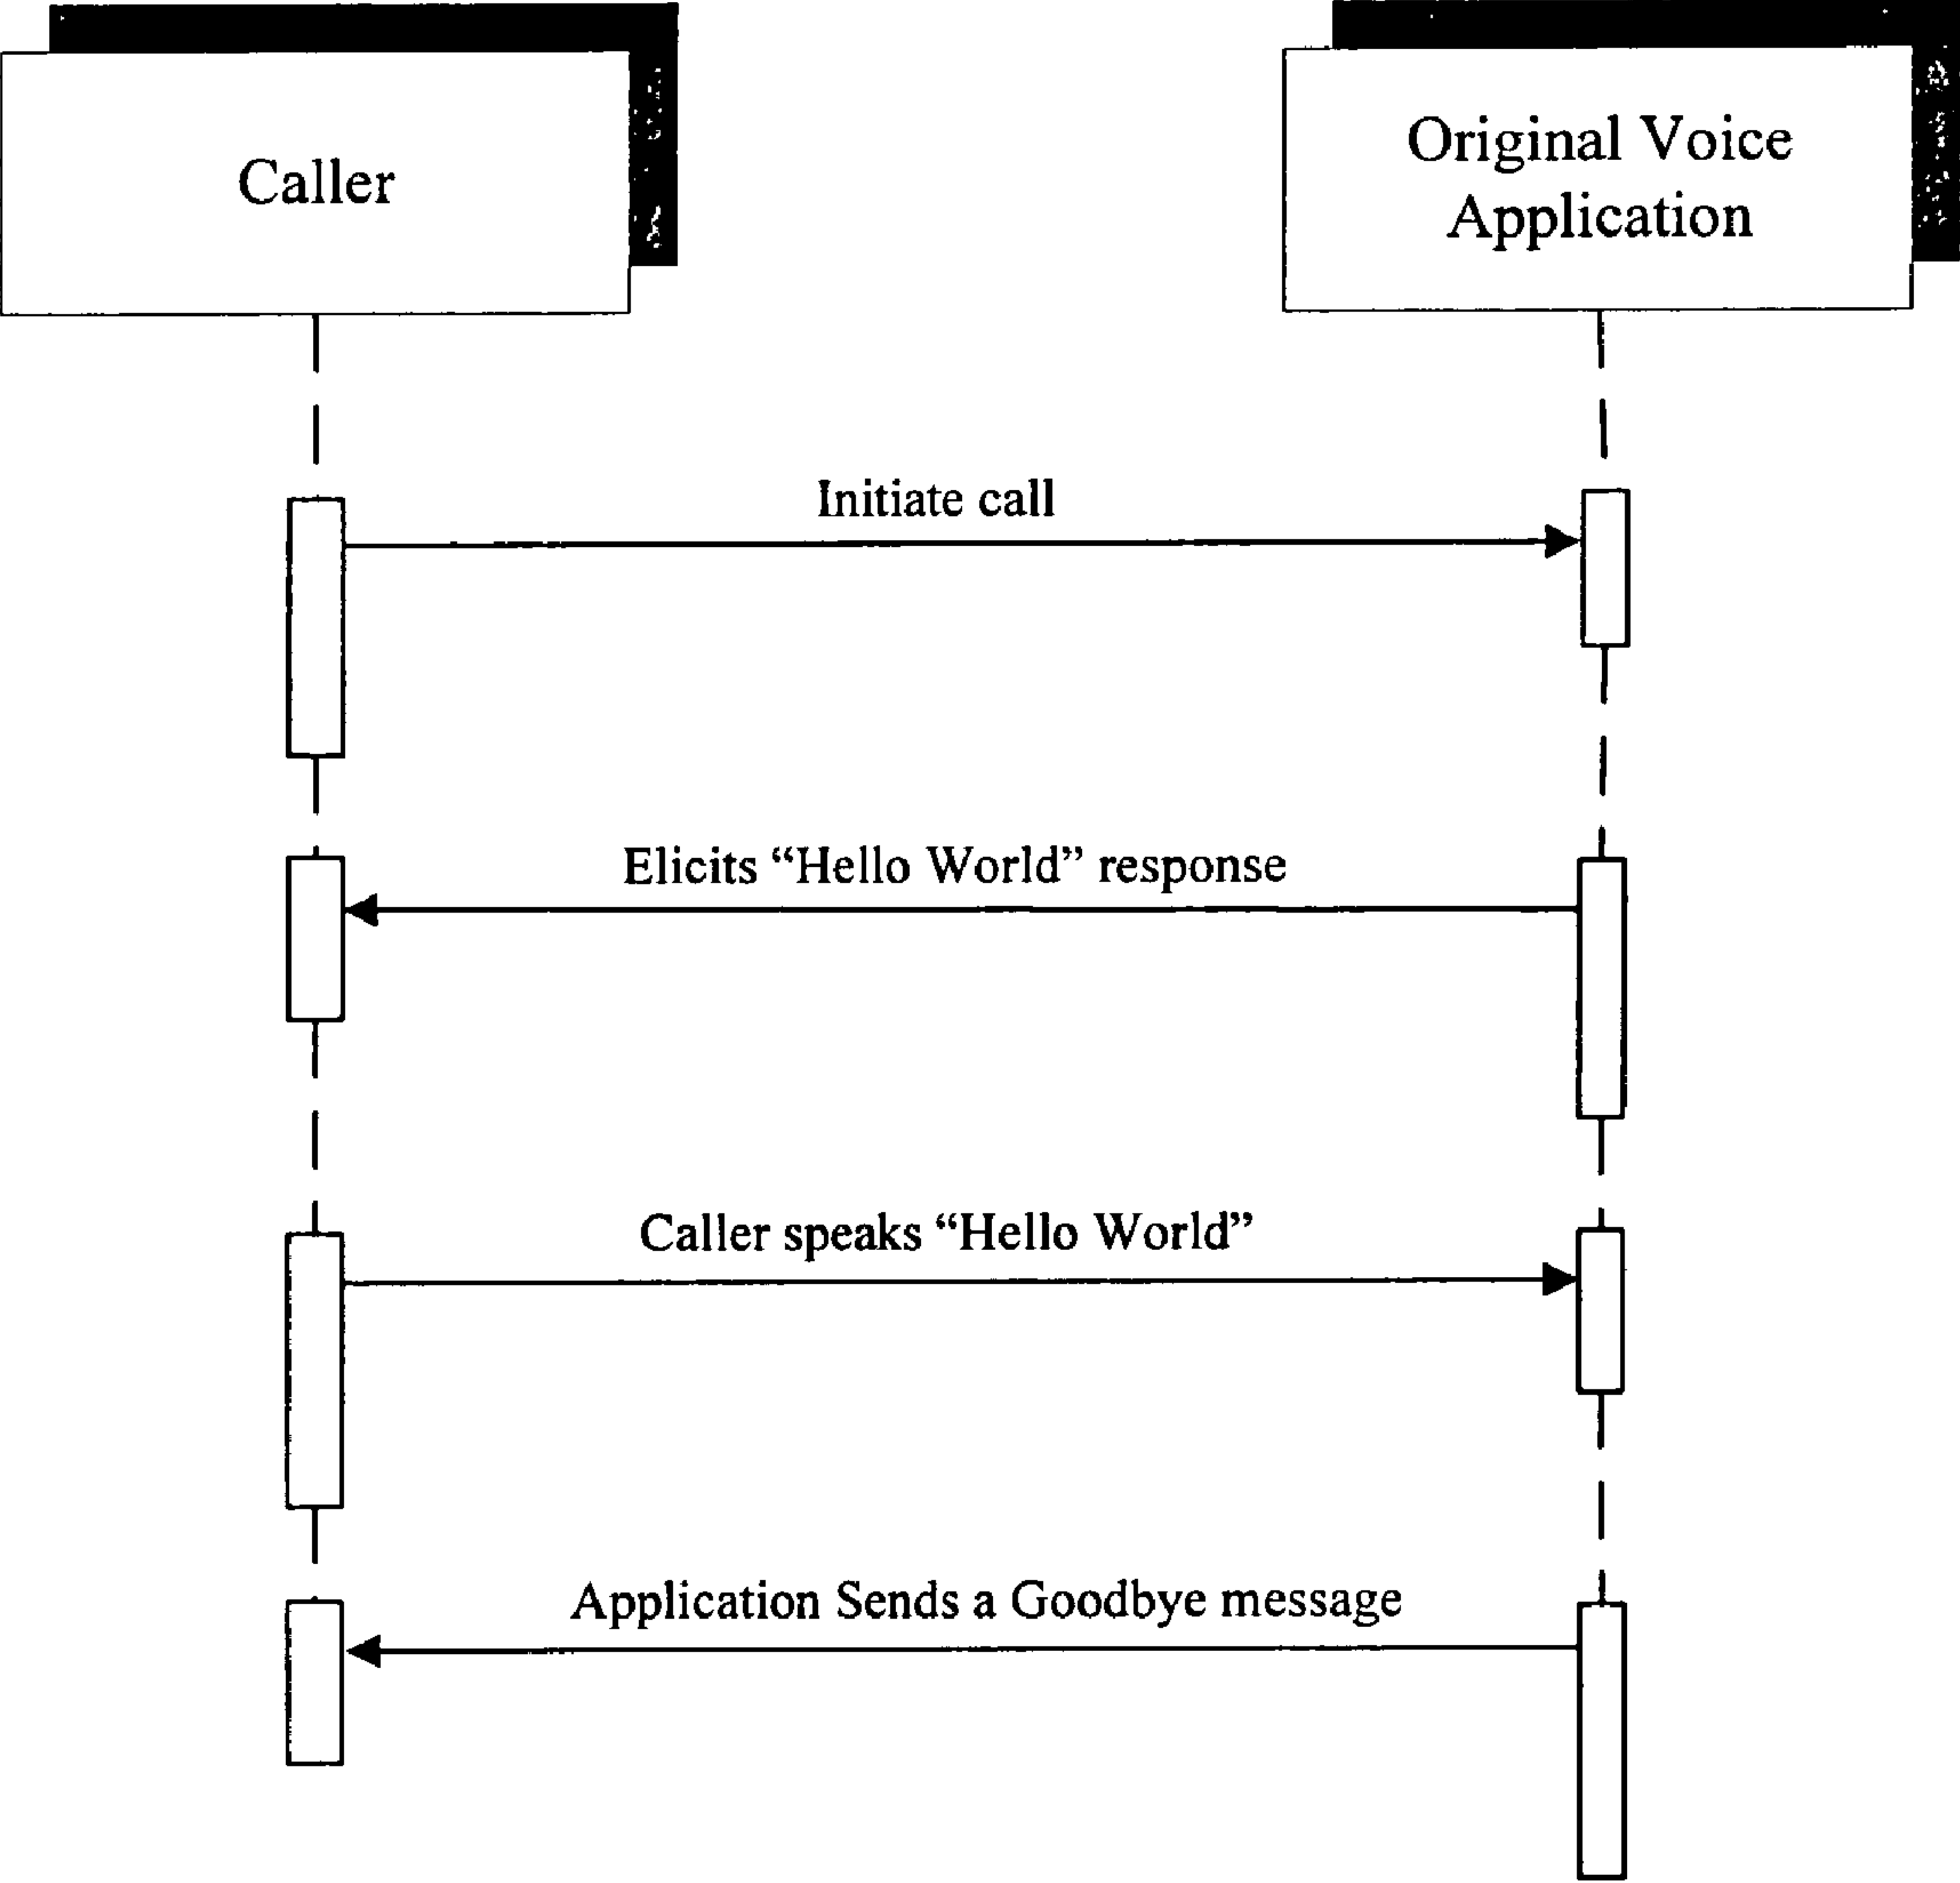 Caller
Original Voice
Application
Initiate call
Elicits “Hello World” response
Caller speaks “Hello World”
Application Sends a Goodbye message